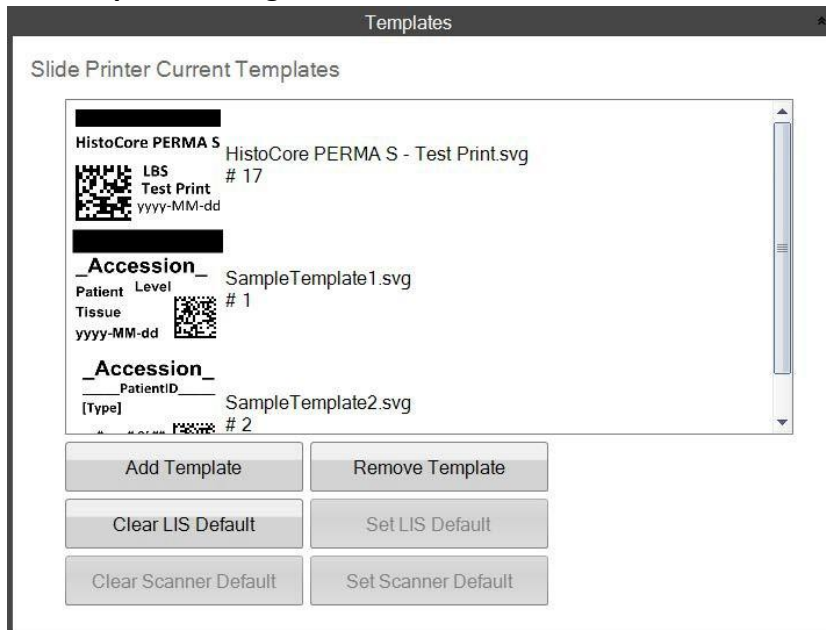 Templates
Slide Printer Current Templates
HistoCore PERMA S
LBS
Test Print
yyyy-MM-dd
HistoCore PERMA S - Test Print.svg
# 17
_Accession_
Patient Level
Tissue
yyyy-MM-dd
SampleTemplate1.svg
# 1
_Accession_
_____PatientID_____
[Type]
SampleTemplate2.svg
# 2
Add Template
Remove Template
Clear LIS Default
Set LIS Default
Clear Scanner Default
Set Scanner Default